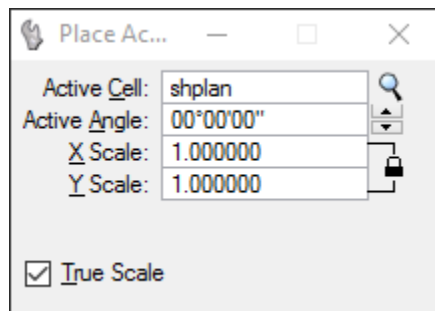 Place Ac...
Active Cell: shplan
Active Angle: 00°00'00"
X Scale: 1.000000
Y Scale: 1.000000
True Scale